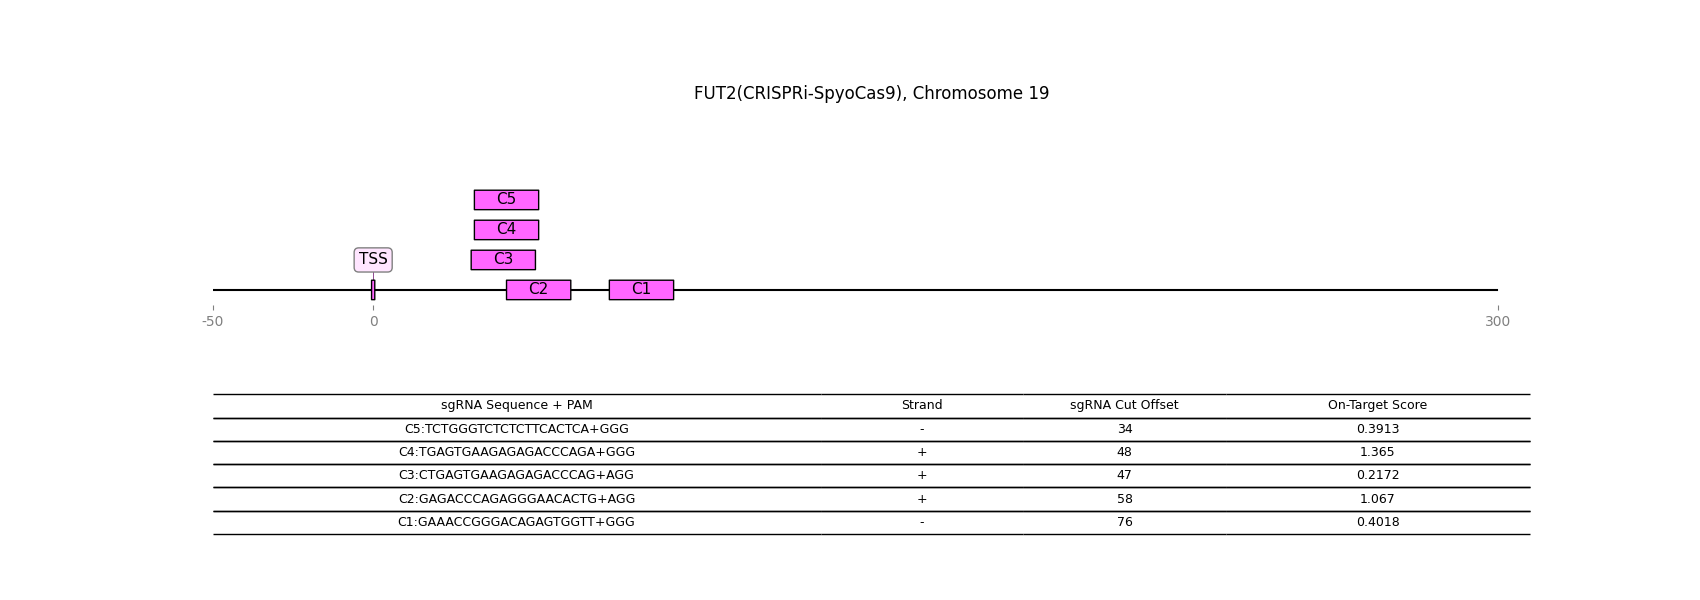 FUT2(CRISPRi-SpyoCas9), Chromosome 19
C5
C4
TSS C3
C2 C1
-50 0 300
sgRNA Sequence + PAM Strand sgRNA Cut Offset On-Target Score
C5:TCTGGGTCTCTCTTCACTCA+GGG - 34 0.3913
C4:TGAGTGAAGAGAGACCCAGA+GGG + 48 1.365
C3:CTGAGTGAAGAGAGACCCAG+AGG + 47 0.2172
C2:GAGACCCAGAGGGAACACTG+AGG + 58 1.067
C1:GAAACCGGGACAGAGTGGTT+GGG - 76 0.4018